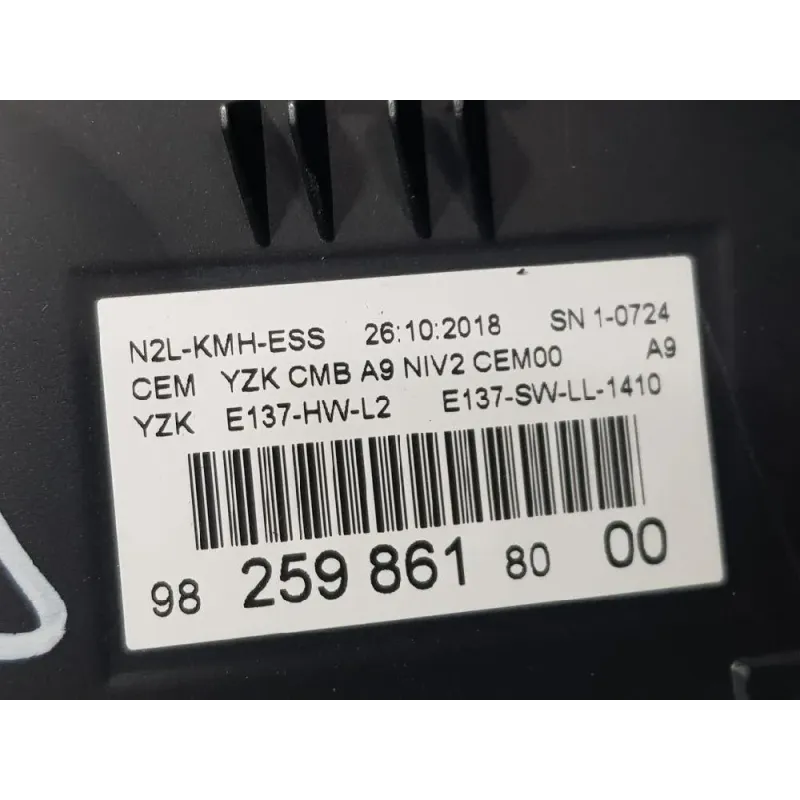 N2L-KMH-ESS 26:10:2018 SN 1-0724
CEM YZK CMB A9 NIV2 CEM00 A9
YZK E137-HW-L2 E137-SW-LL-1410
98 259 861 80 00